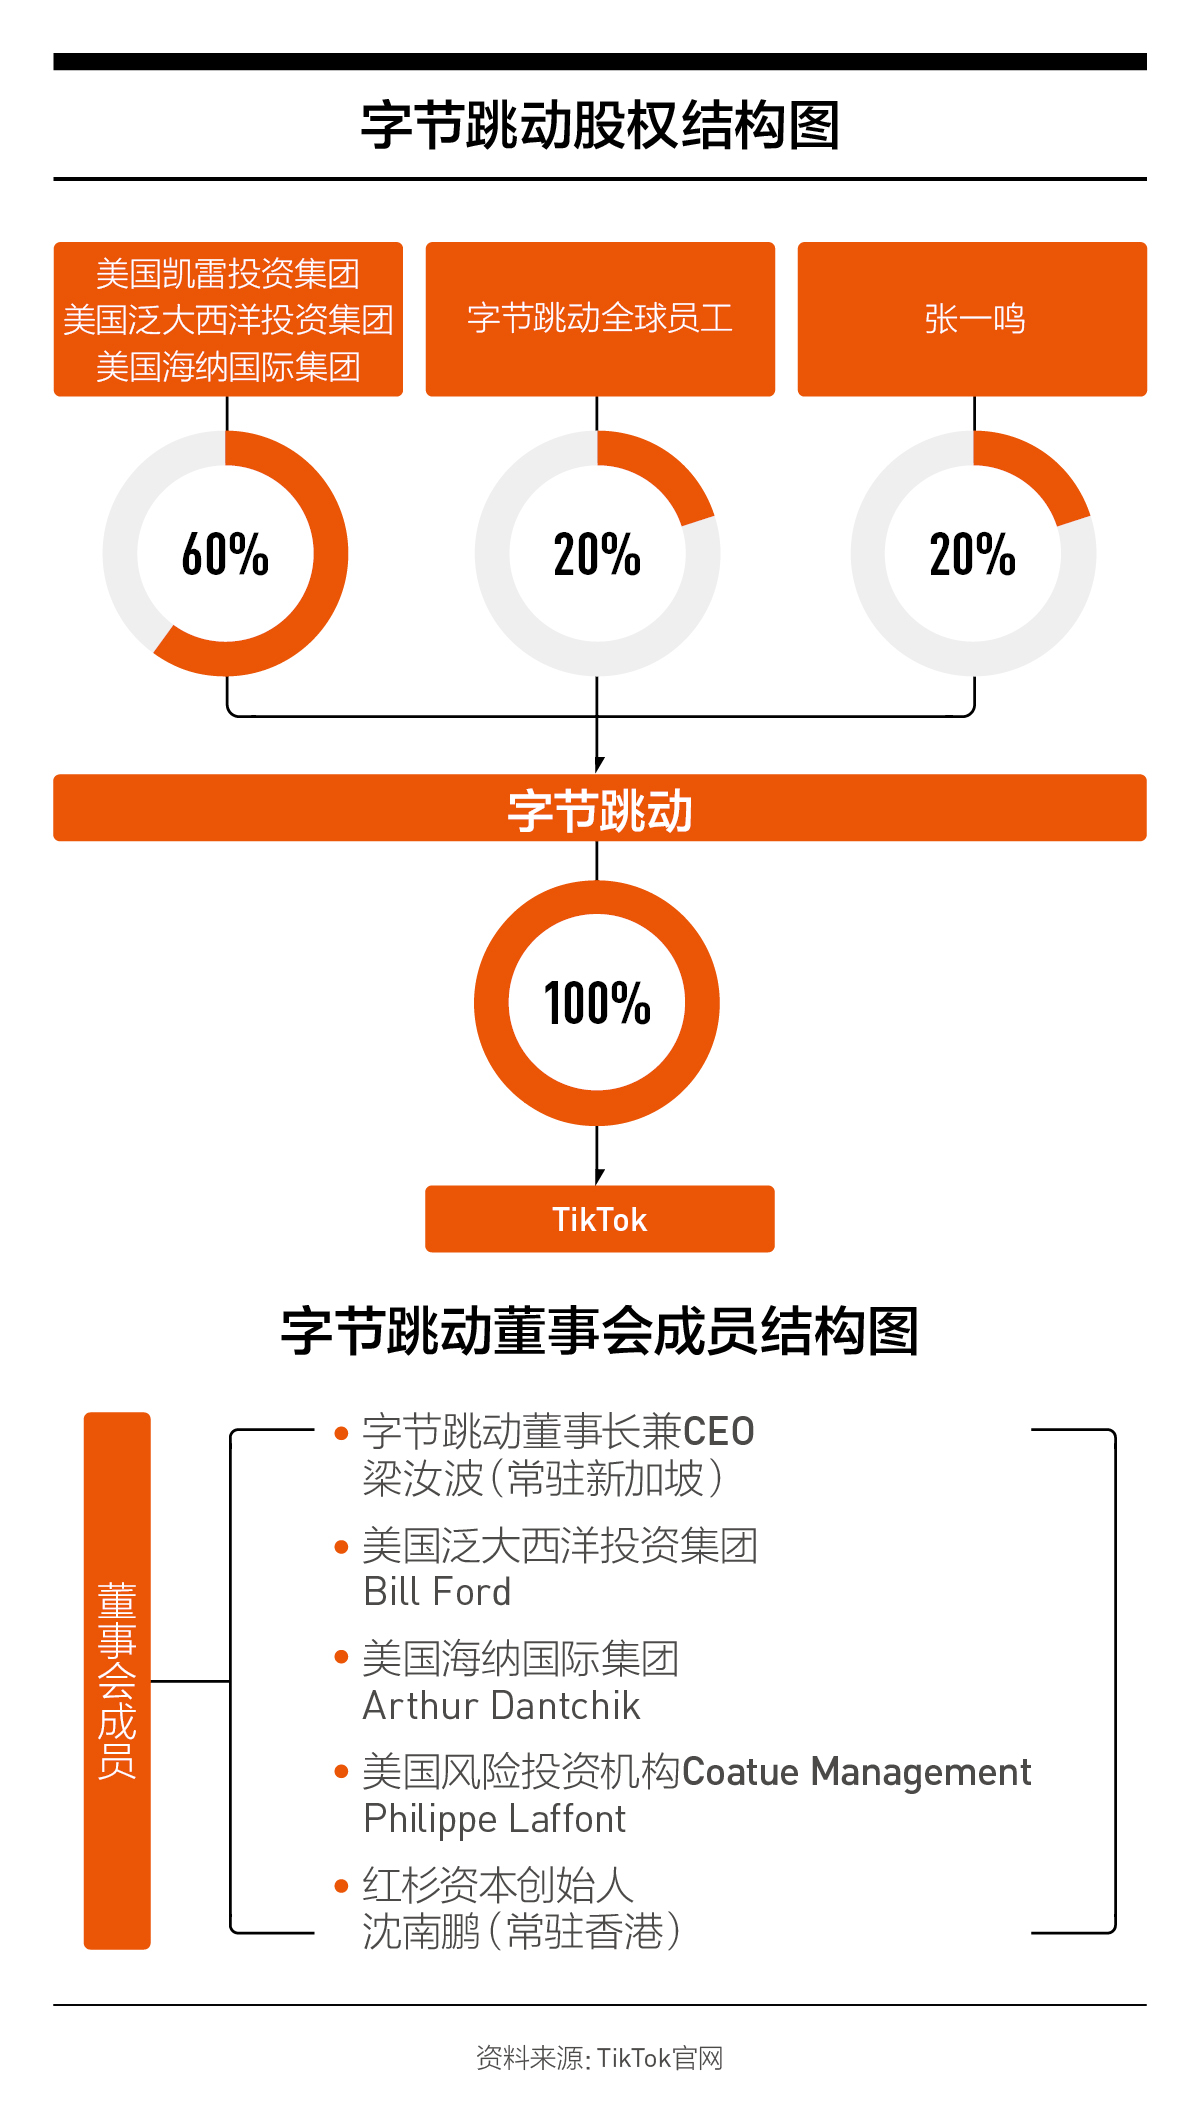 字节跳动股权结构图
美国凯雷投资集团
美国泛大西洋投资集团
美国海纳国际集团
字节跳动全球员工
张一鸣
60%
20%
20%
字节跳动
100%
TikTok
字节跳动董事会成员结构图
董事会成员
字节跳动董事长兼CEO
梁汝波（常驻新加坡）
美国泛大西洋投资集团
Bill Ford
美国海纳国际集团
Arthur Dantchik
美国风险投资机构Coatue Management
Philippe Laffont
红杉资本创始人
沈南鹏（常驻香港）
资料来源：TikTok官网